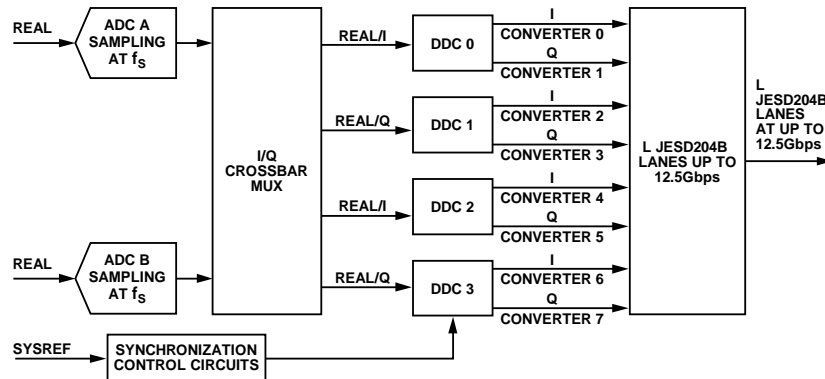 REAL
ADC A
SAMPLING
AT fS
I/Q
CROSSBAR
MUX
REAL/I
DDC 0
I
CONVERTER 0
Q
CONVERTER 1
REAL/Q
DDC 1
I
CONVERTER 2
Q
CONVERTER 3
REAL/I
DDC 2
I
CONVERTER 4
Q
CONVERTER 5
REAL
ADC B
SAMPLING
AT fS
REAL/Q
DDC 3
I
CONVERTER 6
Q
CONVERTER 7
L JESD204B
LANES UP TO
12.5Gbps
L
JESD204B
LANES
AT UP TO
12.5Gbps
SYSREF
SYNCHRONIZATION
CONTROL CIRCUITS